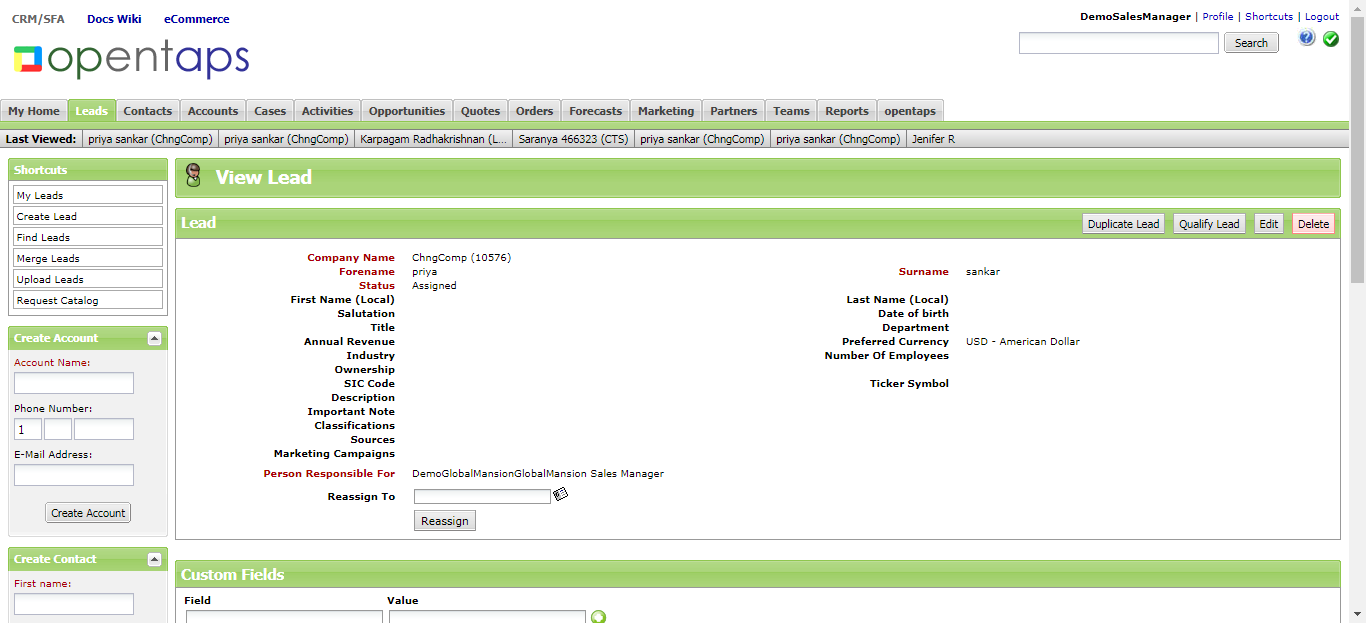 CRM/SFA Docs Wiki eCommerce
DemoSalesManager | Profile | Shortcuts | Logout
opentaps
Search
My Home Leads Contacts Accounts Cases Activities Opportunities Quotes Orders Forecasts Marketing Partners Teams Reports opentaps
Last Viewed: priya sankar (ChngComp) priya sankar (ChngComp) Karpagam Radhakrishnan (L... Saranya 466323 (CTS) priya sankar (ChngComp) priya sankar (ChngComp) Jenifer R
Shortcuts
My Leads
Create Lead
Find Leads
Merge Leads
Upload Leads
Request Catalog
Create Account
Account Name:
Phone Number:
1
E-Mail Address:
Create Account
Create Contact
First name:
View Lead
Lead Duplicate Lead Qualify Lead Edit Delete
Company Name ChngComp (10576)
Forename priya Surname sankar
Status Assigned
First Name (Local) Last Name (Local)
Salutation Date of birth
Title Department
Annual Revenue Preferred Currency USD - American Dollar
Industry Number Of Employees
Ownership
SIC Code Ticker Symbol
Description
Important Note
Classifications
Sources
Marketing Campaigns
Person Responsible For DemoGlobalMansionGlobalMansion Sales Manager
Reassign To
Reassign
Custom Fields
Field Value